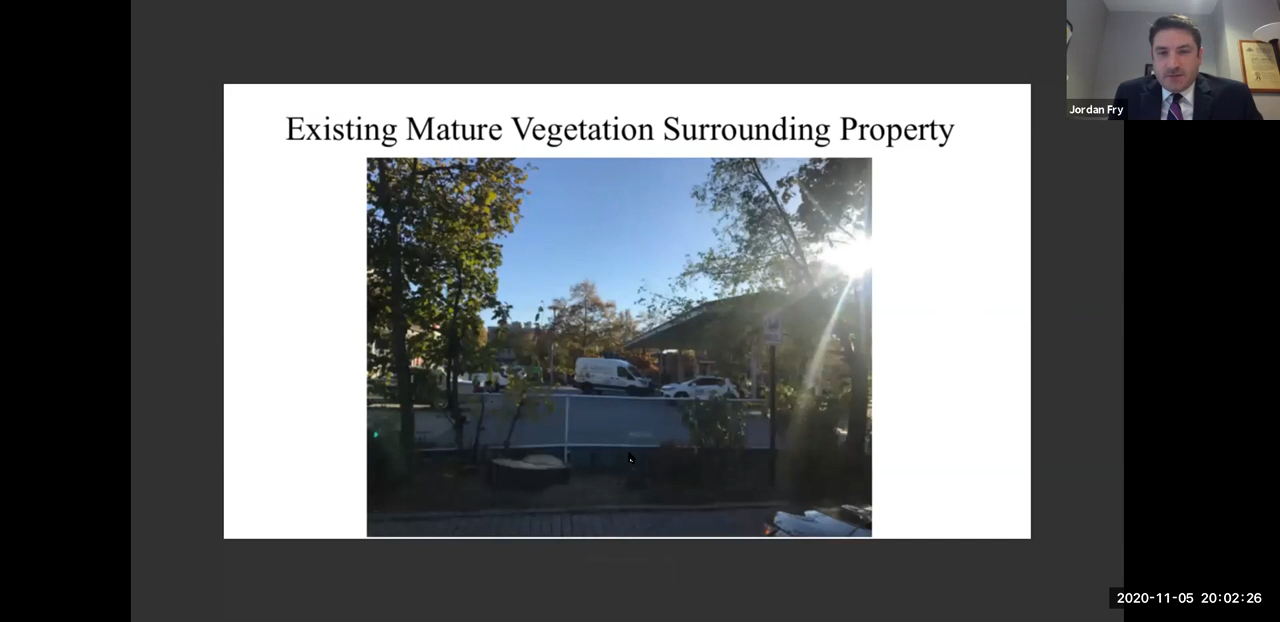 Existing Mature Vegetation Surrounding Property
Jordan Fry
2020-11-05 20:02:26